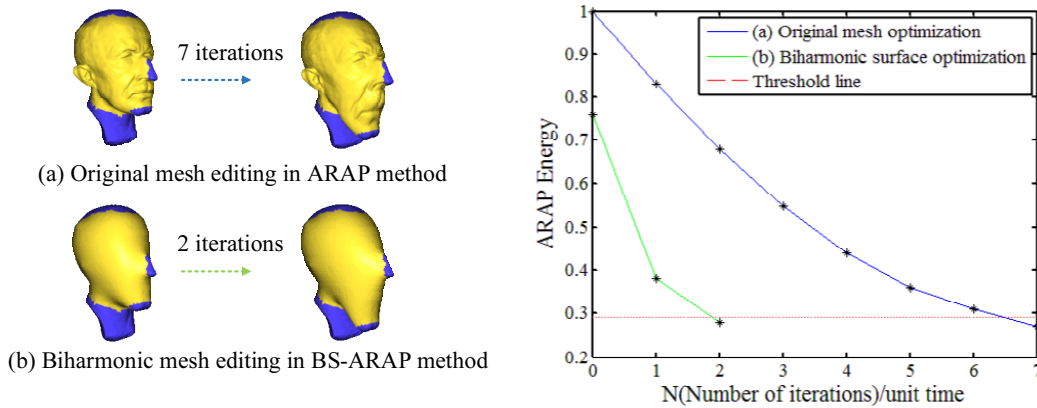 7 iterations
(a) Original mesh editing in ARAP method
2 iterations
(b) Biharmonic mesh editing in BS-ARAP method
(a) Original mesh optimization
(b) Biharmonic surface optimization
Threshold line
ARAP Energy
1
0.9
0.8
0.7
0.6
0.5
0.4
0.3
0.2
0 1 2 3 4 5 6 7
N(Number of iterations)/unit time